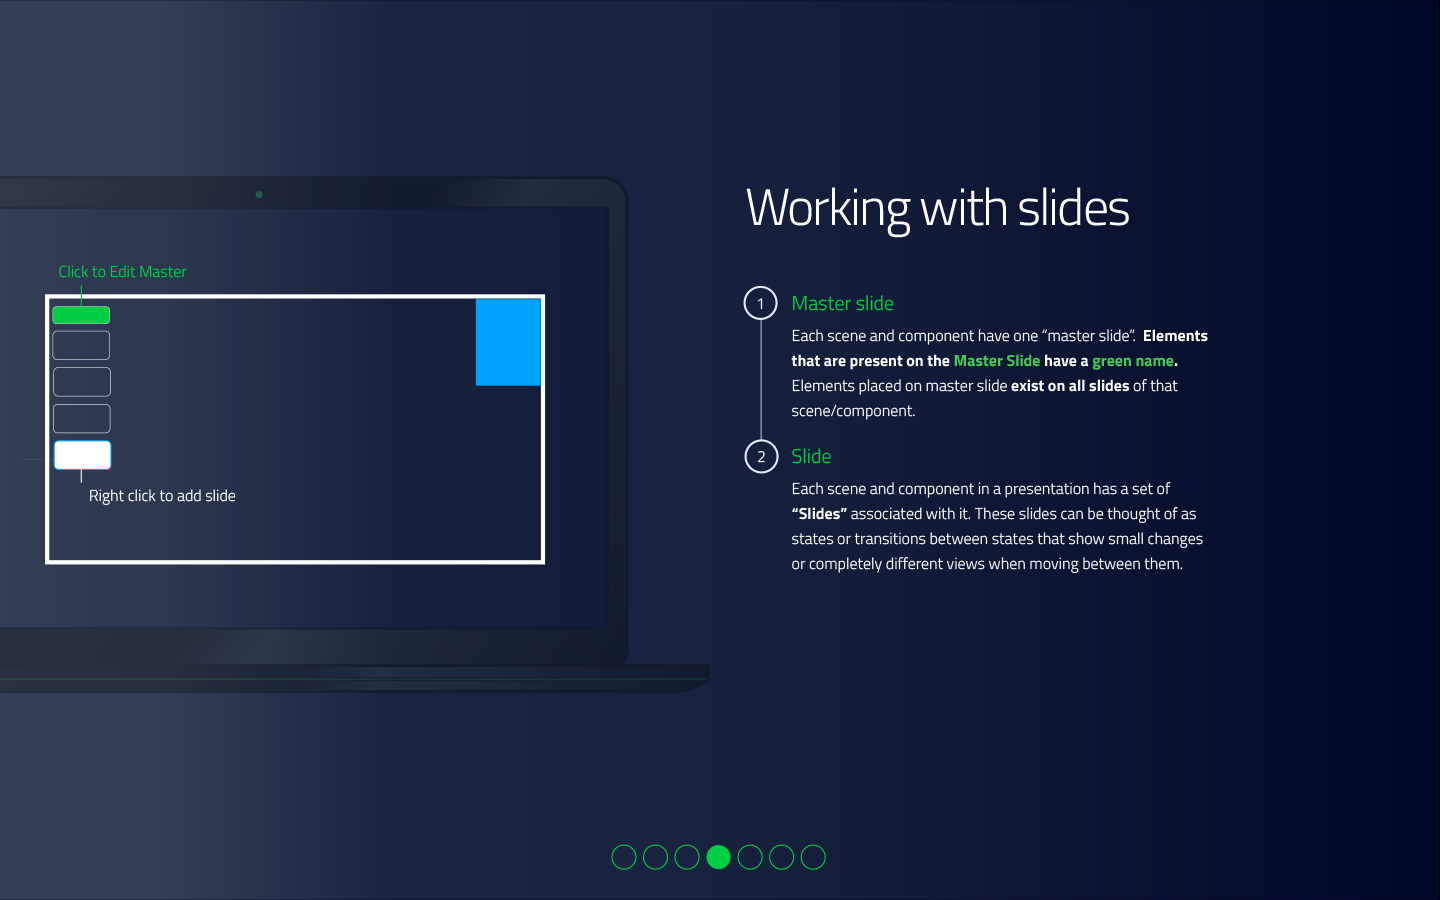 Working with slides
Click to Edit Master
Right click to add slide
1
Master slide
Each scene and component have one “master slide”. Elements
that are present on the Master Slide have a green name.
Elements placed on master slide exist on all slides of that
scene/component.
2
Slide
Each scene and component in a presentation has a set of
“Slides” associated with it. These slides can be thought of as
states or transitions between states that show small changes
or completely different views when moving between them.